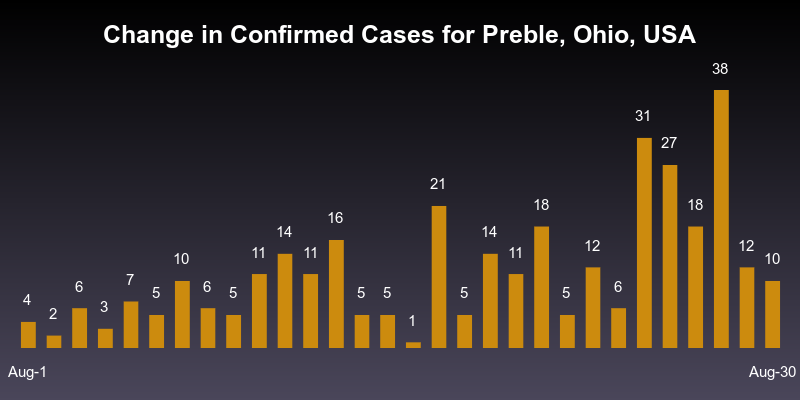 Change in Confirmed Cases for Preble, Ohio, USA
4 2 6 3 7 5 10 6 5 11 14 11 16 5 5 1 21 5 14 11 18 5 12 6 31 27 18 38 12 10
Aug-1 Aug-30